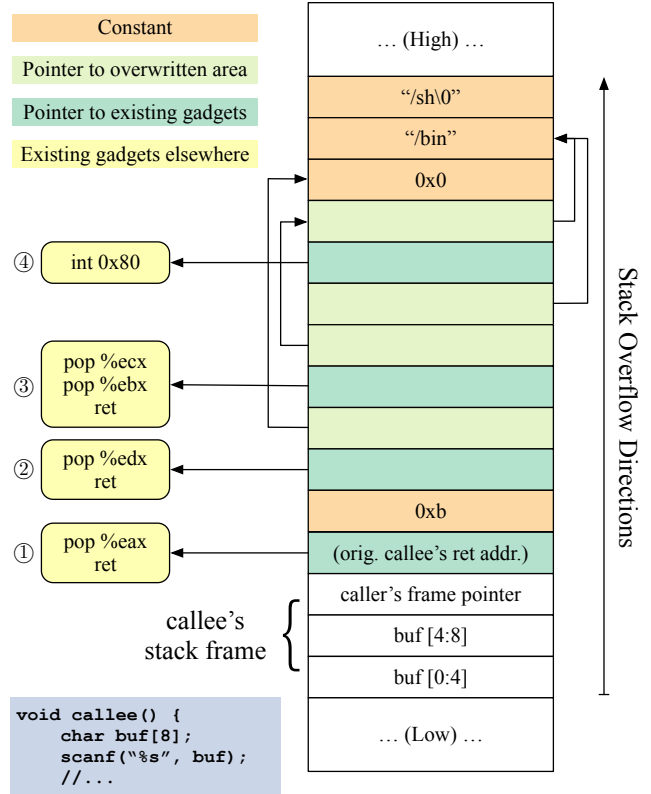 Constant
Pointer to overwritten area
Pointer to existing gadgets
Existing gadgets elsewhere
… (High) …
“/sh\0”
“/bin”
0x0
④
int 0x80
③
pop %ecx
pop %ebx
ret
②
pop %edx
ret
0xb
①
pop %eax
ret
(orig. callee's ret addr.)
caller's frame pointer
buf [4:8]
buf [0:4]
… (Low) …
callee's
stack frame
Stack Overflow Directions
void callee() {
    char buf[8];
    scanf(“%s”, buf);
    //...